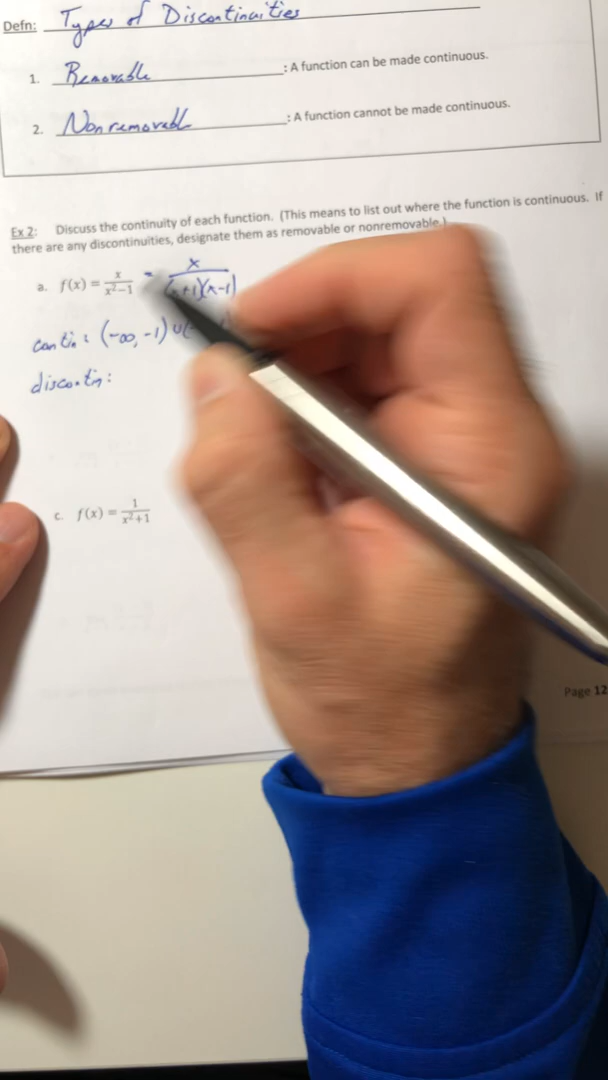 Defn: Types of Discontinuities
1. Removable : A function can be made continuous.
2. Nonremovabl : A function cannot be made continuous.
Ex 2: Discuss the continuity of each function. (This means to list out where the function is continuous. If
there are any discontinuities, designate them as removable or nonremovable.)
a. f(x) = x/(x²−1) = x/((x+1)(x−1))
contin: (-∞, -1) ∪ (
discontin:
c. f(x) = 1/(x²+1)
Page 12